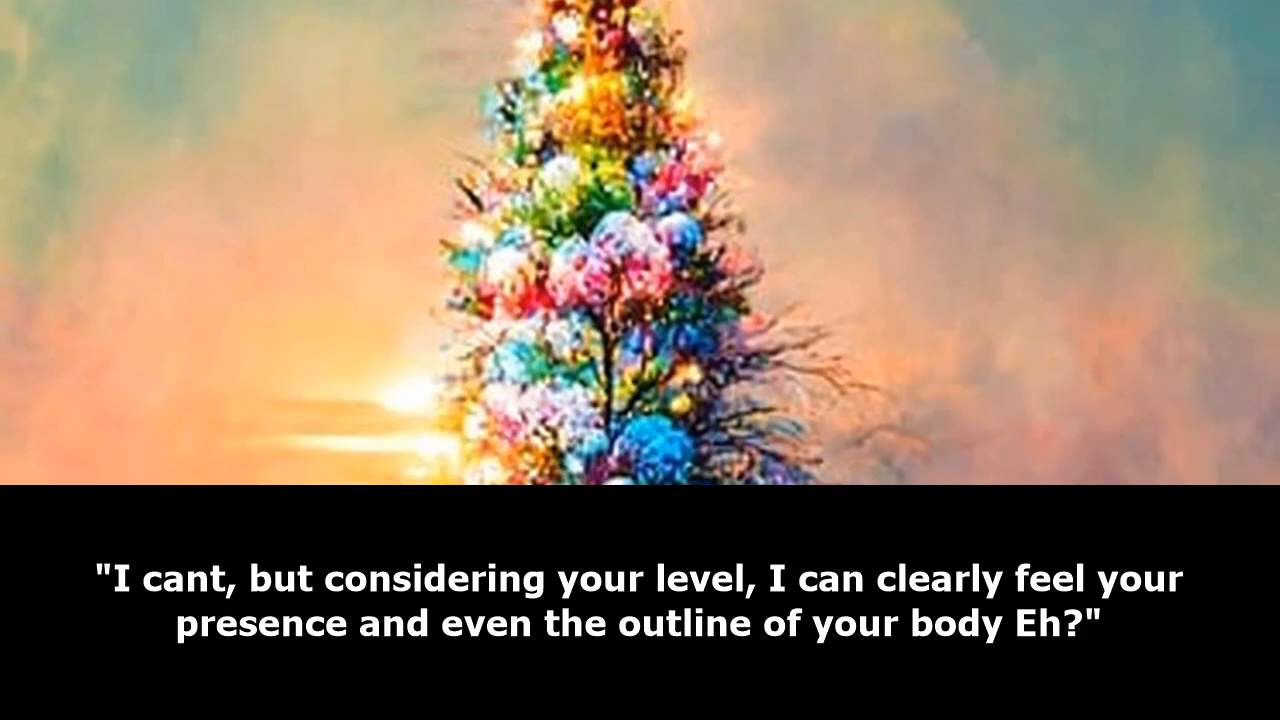 "I cant, but considering your level, I can clearly feel your
presence and even the outline of your body Eh?"